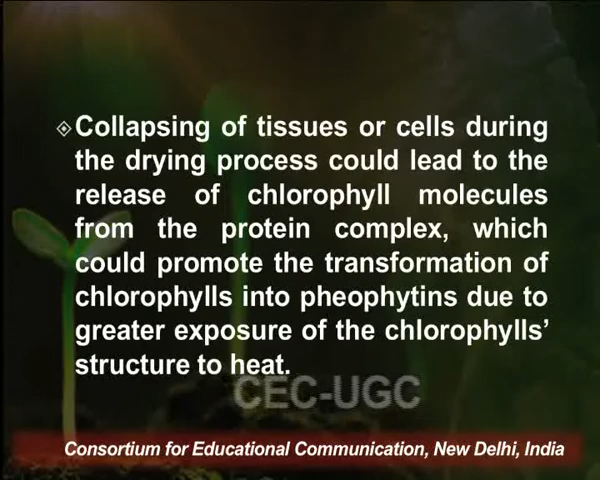 Collapsing of tissues or cells during
the drying process could lead to the
release of chlorophyll molecules
from the protein complex, which
could promote the transformation of
chlorophylls into pheophytins due to
greater exposure of the chlorophylls’
structure to heat.
CEC-UGC
Consortium for Educational Communication, New Delhi, India